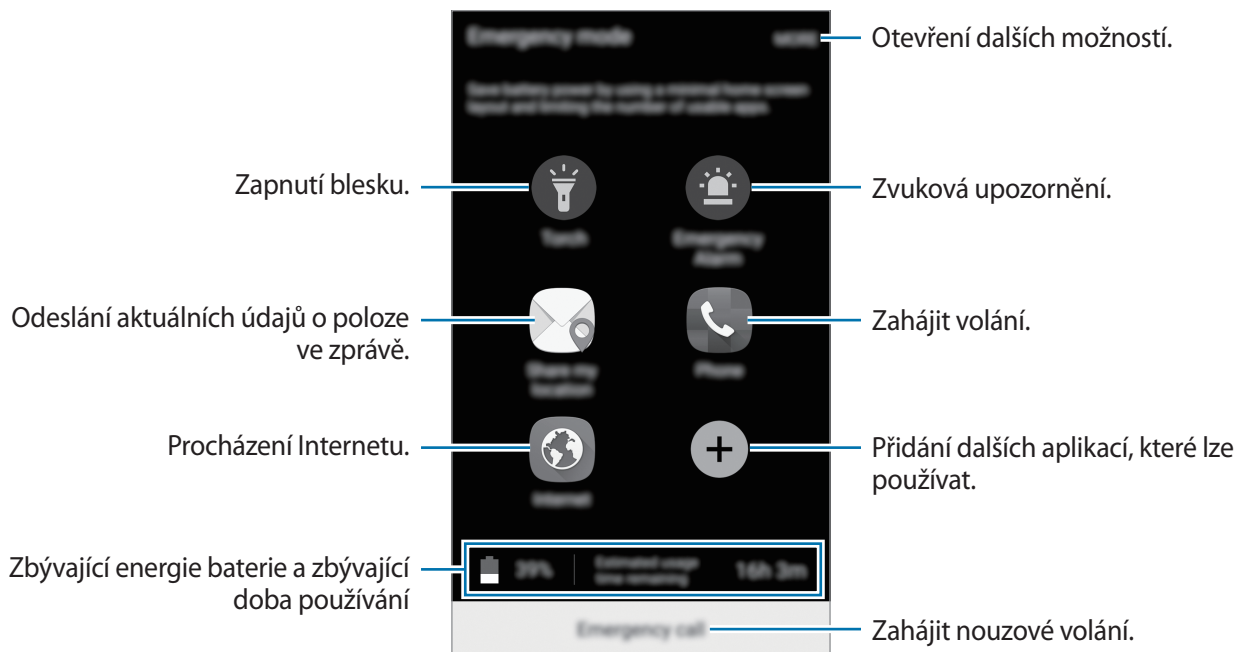 Emergency mode
MORE
Otevření dalších možností.
Save battery power by using a minimal home screen
layout and limiting the number of usable apps.
Zapnutí blesku.
Zvuková upozornění.
Torch
Emergency
Alarm
Odeslání aktuálních údajů o poloze
ve zprávě.
Zahájit volání.
Share my
location
Phone
Procházení Internetu.
Přidání dalších aplikací, které lze
používat.
Internet
Zbývající energie baterie a zbývající
doba používání
39%
Estimated usage
time remaining
16h 3m
Emergency call
Zahájit nouzové volání.